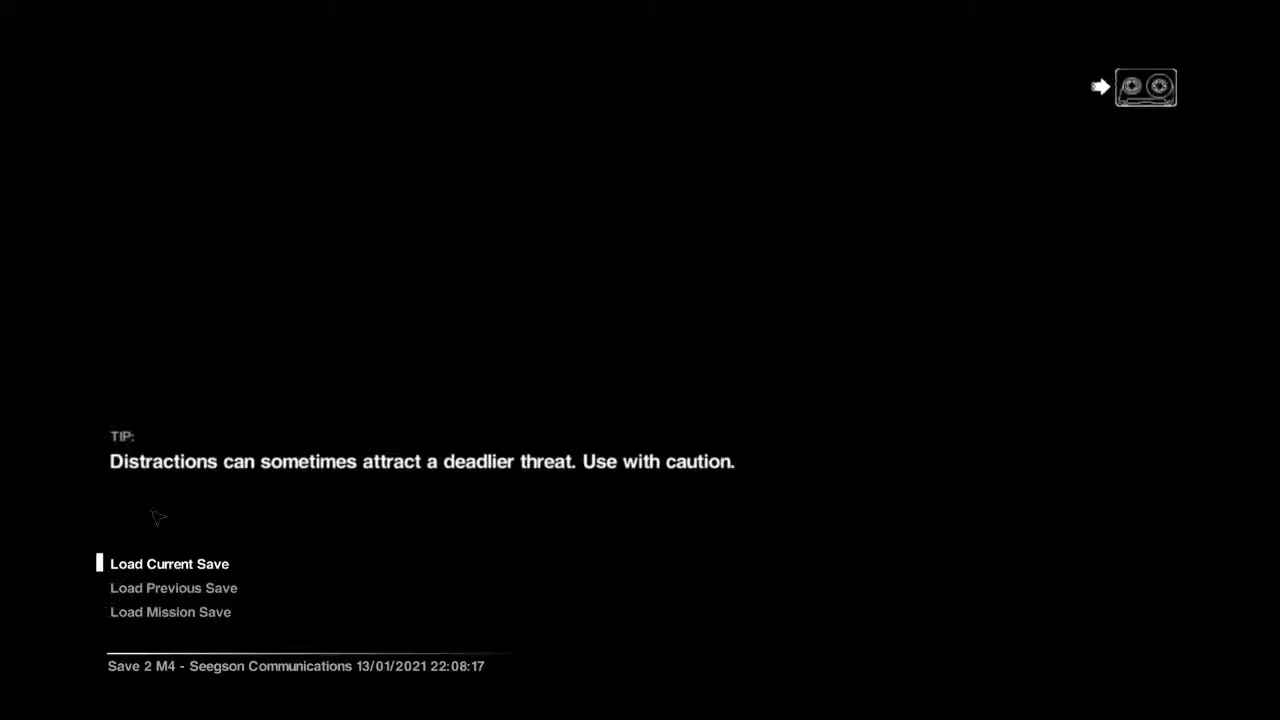 TIP:
Distractions can sometimes attract a deadlier threat. Use with caution.
Load Current Save
Load Previous Save
Load Mission Save
Save 2 M4 - Seegson Communications 13/01/2021 22:08:17